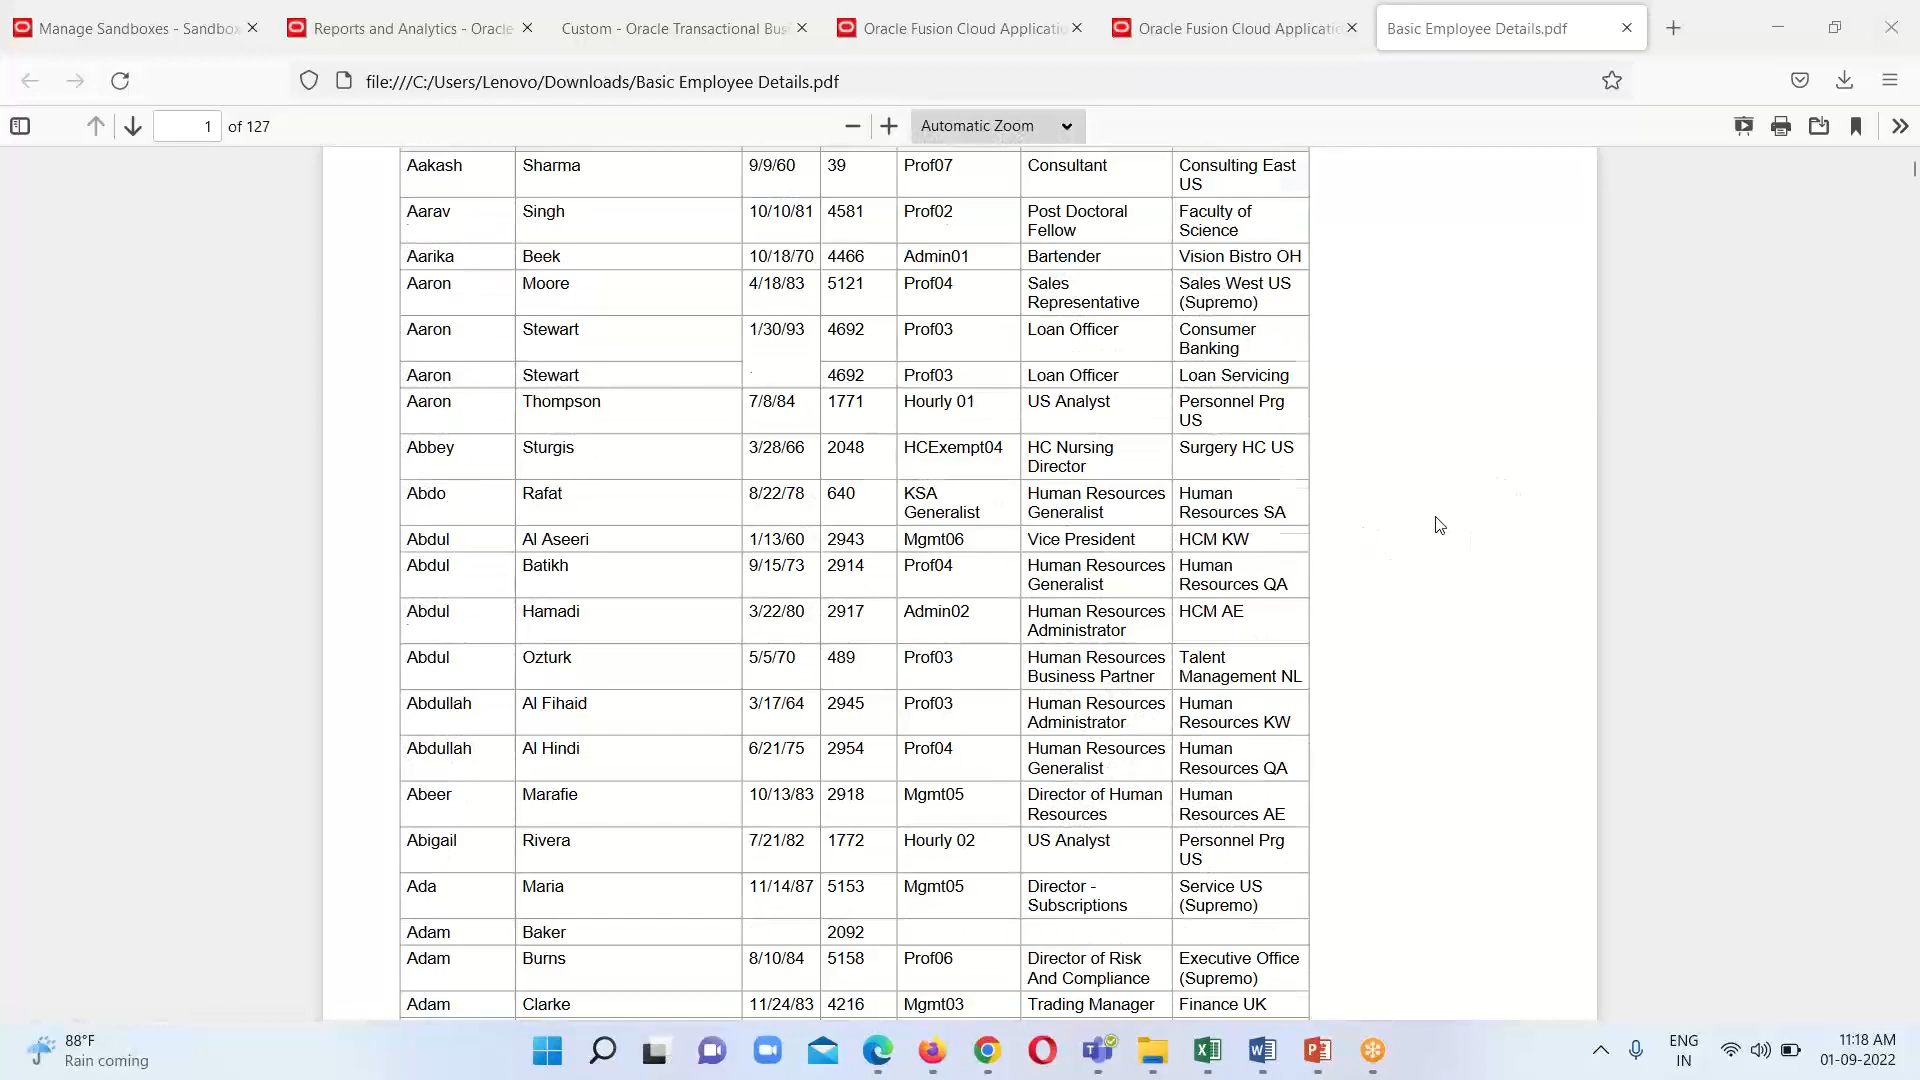 Manage Sandboxes - Sandbo
Reports and Analytics - Oracle
Custom - Oracle Transactional Bus
Oracle Fusion Cloud Applicatio
Oracle Fusion Cloud Applicatio
Basic Employee Details.pdf
file:///C:/Users/Lenovo/Downloads/Basic Employee Details.pdf
1 of 127
Automatic Zoom
Aakash Sharma 9/9/60 39 Prof07 Consultant Consulting East
US
Aarav Singh 10/10/81 4581 Prof02 Post Doctoral Faculty of
Fellow Science
Aarika Beek 10/18/70 4466 Admin01 Bartender Vision Bistro OH
Aaron Moore 4/18/83 5121 Prof04 Sales Sales West US
Representative (Supremo)
Aaron Stewart 1/30/93 4692 Prof03 Loan Officer Consumer
Banking
Aaron Stewart 4692 Prof03 Loan Officer Loan Servicing
Aaron Thompson 7/8/84 1771 Hourly 01 US Analyst Personnel Prg
US
Abbey Sturgis 3/28/66 2048 HCExempt04 HC Nursing Surgery HC US
Director
Abdo Rafat 8/22/78 640 KSA Human Resources Human
Generalist Generalist Resources SA
Abdul Al Aseeri 1/13/60 2943 Mgmt06 Vice President HCM KW
Abdul Batikh 9/15/73 2914 Prof04 Human Resources Human
Generalist Resources QA
Abdul Hamadi 3/22/80 2917 Admin02 Human Resources HCM AE
Administrator
Abdul Ozturk 5/5/70 489 Prof03 Human Resources Talent
Business Partner Management NL
Abdullah Al Fihaid 3/17/64 2945 Prof03 Human Resources Human
Administrator Resources KW
Abdullah Al Hindi 6/21/75 2954 Prof04 Human Resources Human
Generalist Resources QA
Abeer Marafie 10/13/83 2918 Mgmt05 Director of Human Human
Resources Resources AE
Abigail Rivera 7/21/82 1772 Hourly 02 US Analyst Personnel Prg
US
Ada Maria 11/14/87 5153 Mgmt05 Director - Service US
Subscriptions (Supremo)
Adam Baker 2092
Adam Burns 8/10/84 5158 Prof06 Director of Risk Executive Office
And Compliance (Supremo)
Adam Clarke 11/24/83 4216 Mgmt03 Trading Manager Finance UK
88°F
Rain coming
ENG
IN
11:18 AM
01-09-2022